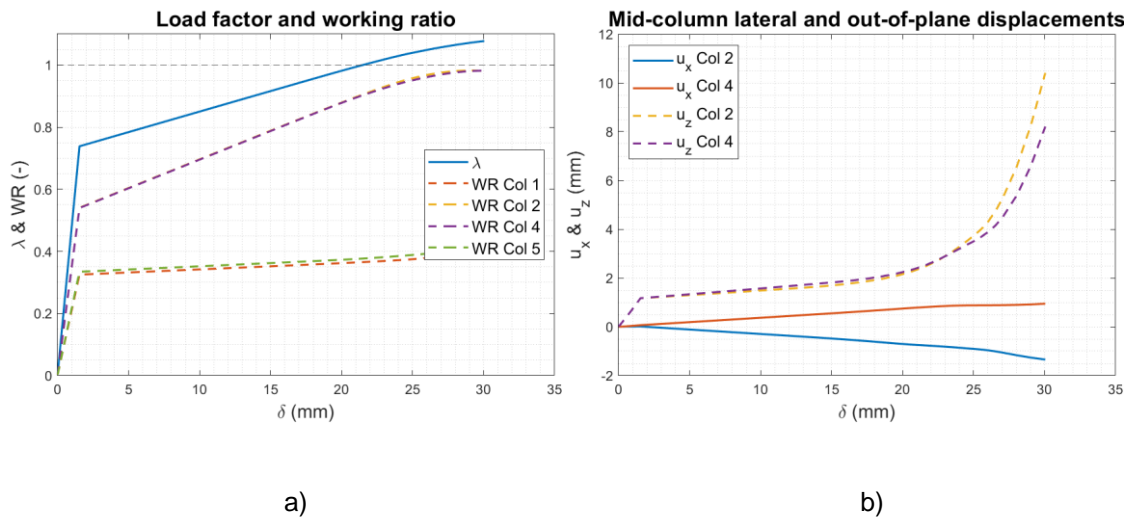 Load factor and working ratio
λ & WR (-)
1
0.8
0.6
0.4
0.2
0
0 5 10 15 20 25 30 35
δ (mm)
λ
WR Col 1
WR Col 2
WR Col 4
WR Col 5
a)
Mid-column lateral and out-of-plane displacements
u_x & u_z (mm)
12
10
8
6
4
2
0
-2
0 5 10 15 20 25 30 35
δ (mm)
u_x Col 2
u_x Col 4
u_z Col 2
u_z Col 4
b)